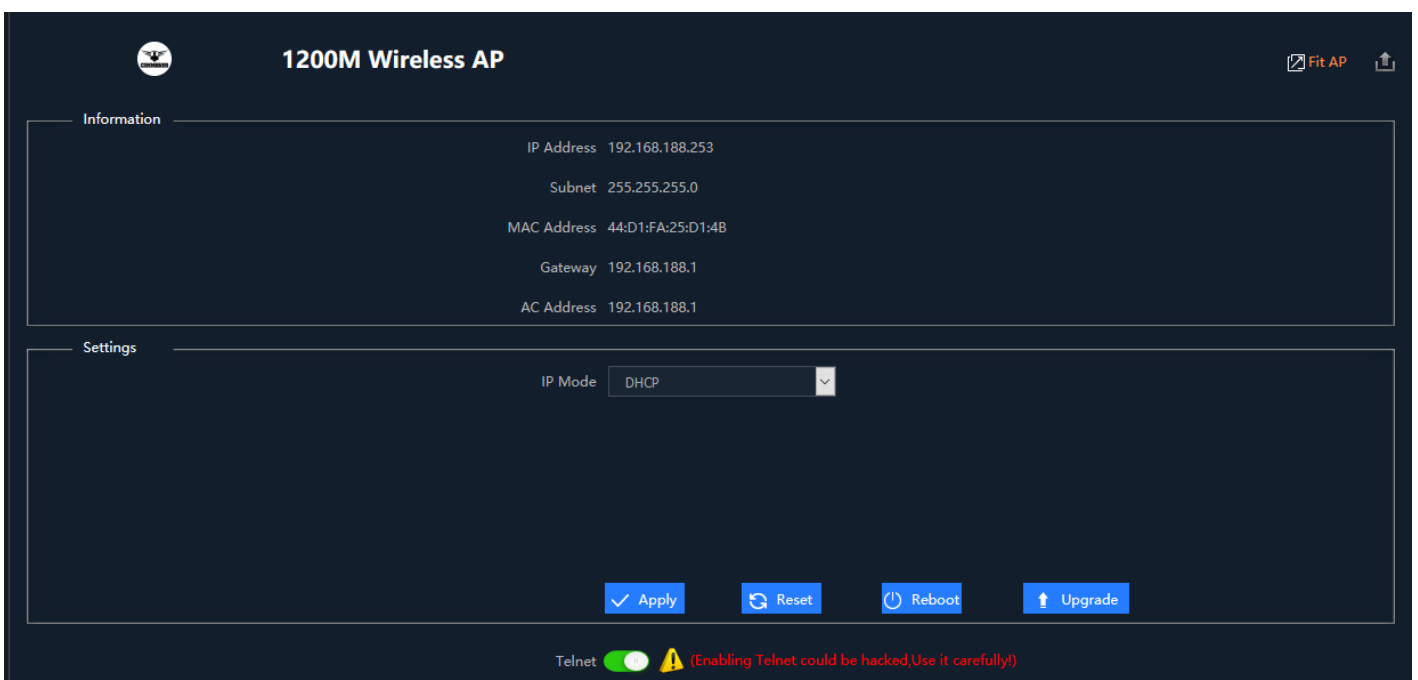 COMMANDO
1200M Wireless AP
Fit AP
Information
IP Address 192.168.188.253
Subnet 255.255.255.0
MAC Address 44:D1:FA:25:D1:4B
Gateway 192.168.188.1
AC Address 192.168.188.1
Settings
IP Mode DHCP
Apply Reset Reboot Upgrade
Telnet (Enabling Telnet could be hacked,Use it carefully!)